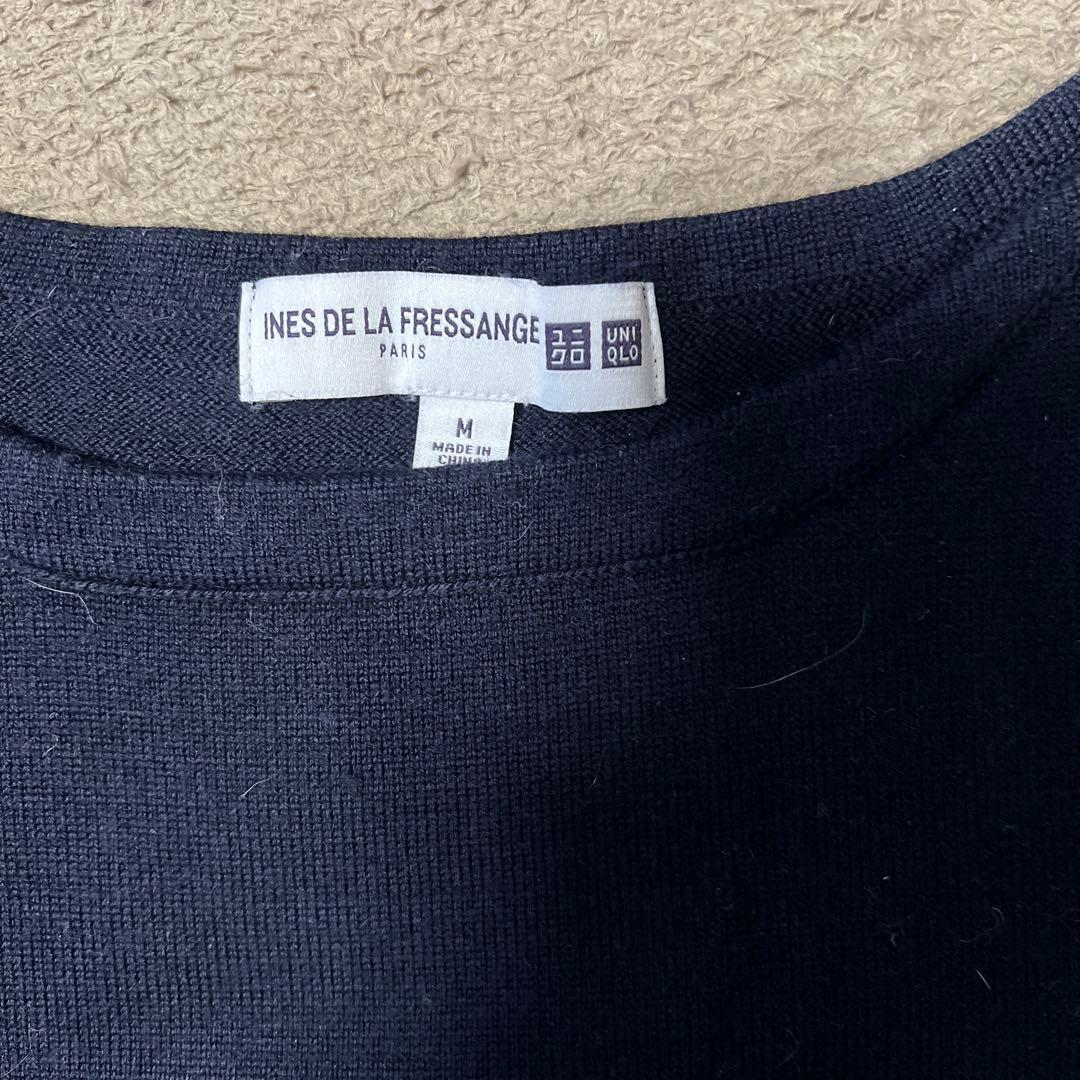 INES DE LA FRESSANGE
PARIS
ユニ
クロ
UNI
QLO
M
MADE IN
CHINA